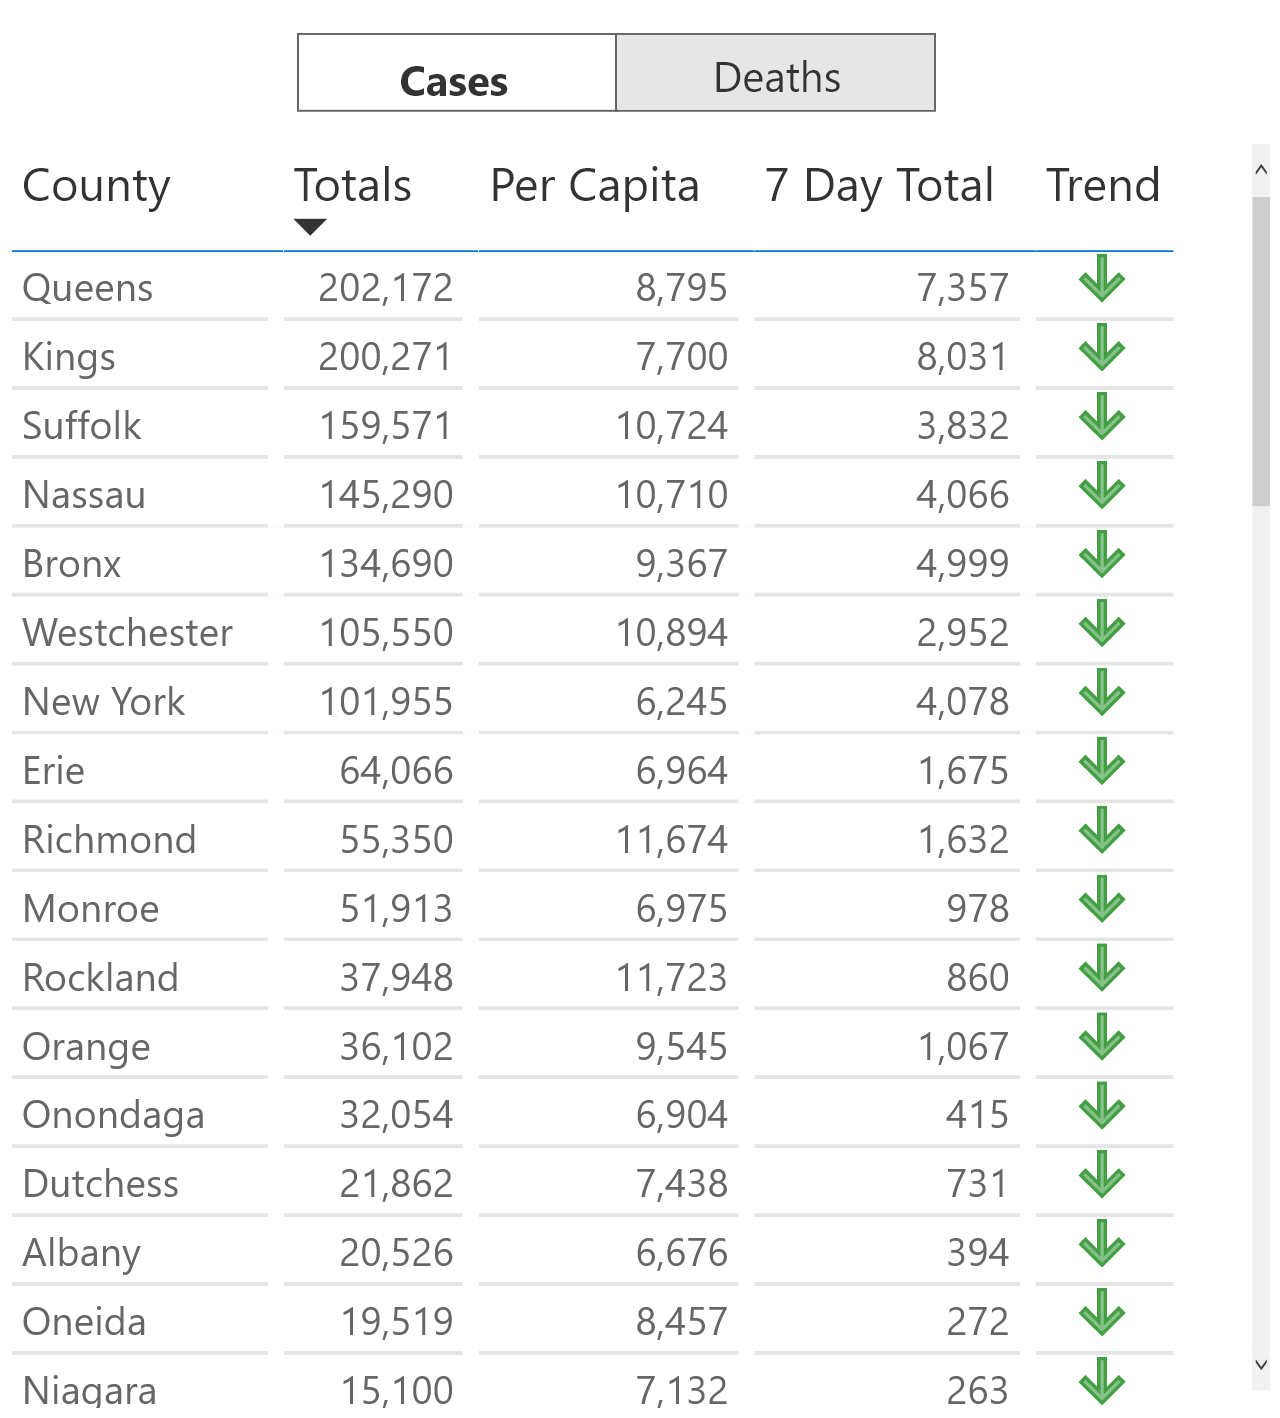 Cases Deaths
County Totals Per Capita 7 Day Total Trend
Queens 202,172 8,795 7,357
Kings 200,271 7,700 8,031
Suffolk 159,571 10,724 3,832
Nassau 145,290 10,710 4,066
Bronx 134,690 9,367 4,999
Westchester 105,550 10,894 2,952
New York 101,955 6,245 4,078
Erie 64,066 6,964 1,675
Richmond 55,350 11,674 1,632
Monroe 51,913 6,975 978
Rockland 37,948 11,723 860
Orange 36,102 9,545 1,067
Onondaga 32,054 6,904 415
Dutchess 21,862 7,438 731
Albany 20,526 6,676 394
Oneida 19,519 8,457 272
Niagara 15,100 7,132 263